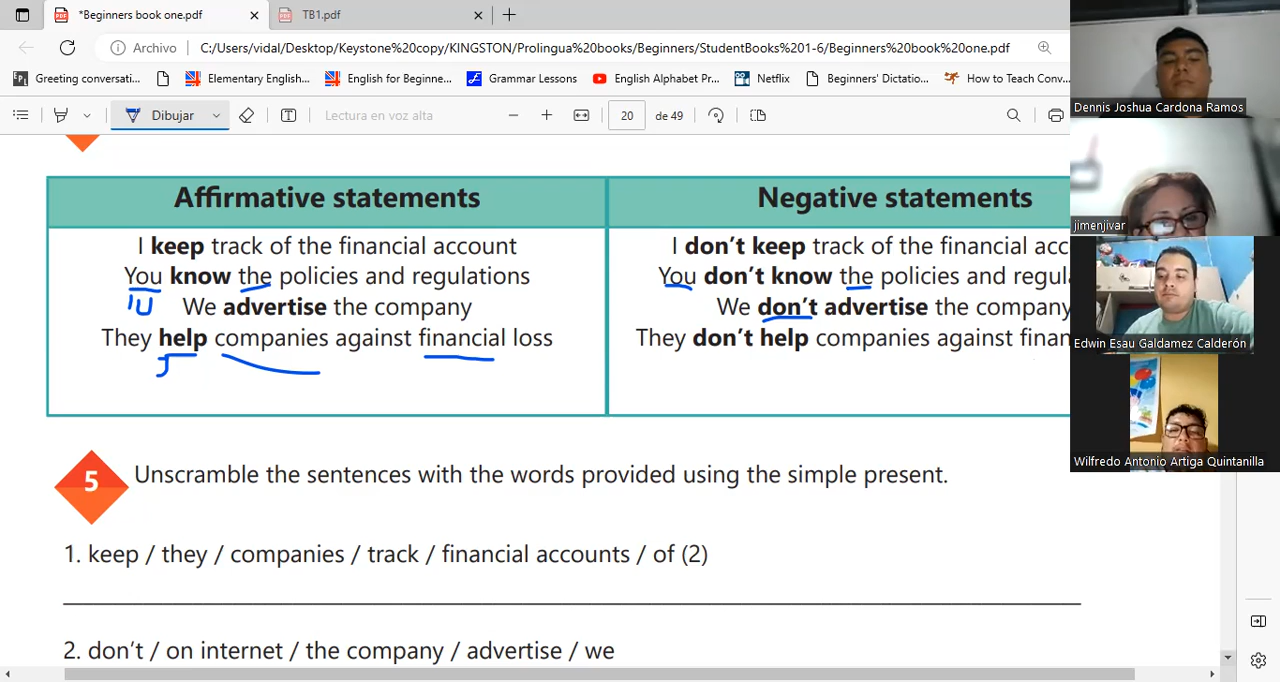 *Beginners book one.pdf
TB1.pdf
Archivo
C:/Users/vidal/Desktop/Keystone%20copy/KINGSTON/Prolingua%20books/Beginners/StudentBooks%201-6/Beginners%20book%20one.pdf
Greeting conversati...
Elementary English...
English for Beginne...
Grammar Lessons
English Alphabet Pr...
Netflix
Beginners' Dictatio...
How to Teach Conv...
Dibujar
Lectura en voz alta
20
de 49
Affirmative statements
Negative statements
I keep track of the financial account
You know the policies and regulations
We advertise the company
They help companies against financial loss
I don't keep track of the financial acc
You don't know the policies and regul
We don't advertise the company
They don't help companies against finan
5
Unscramble the sentences with the words provided using the simple present.
1. keep / they / companies / track / financial accounts / of (2)
2. don't / on internet / the company / advertise / we
Dennis Joshua Cardona Ramos
jimenjivar
Edwin Esau Galdamez Calderón
Wilfredo Antonio Artiga Quintanilla